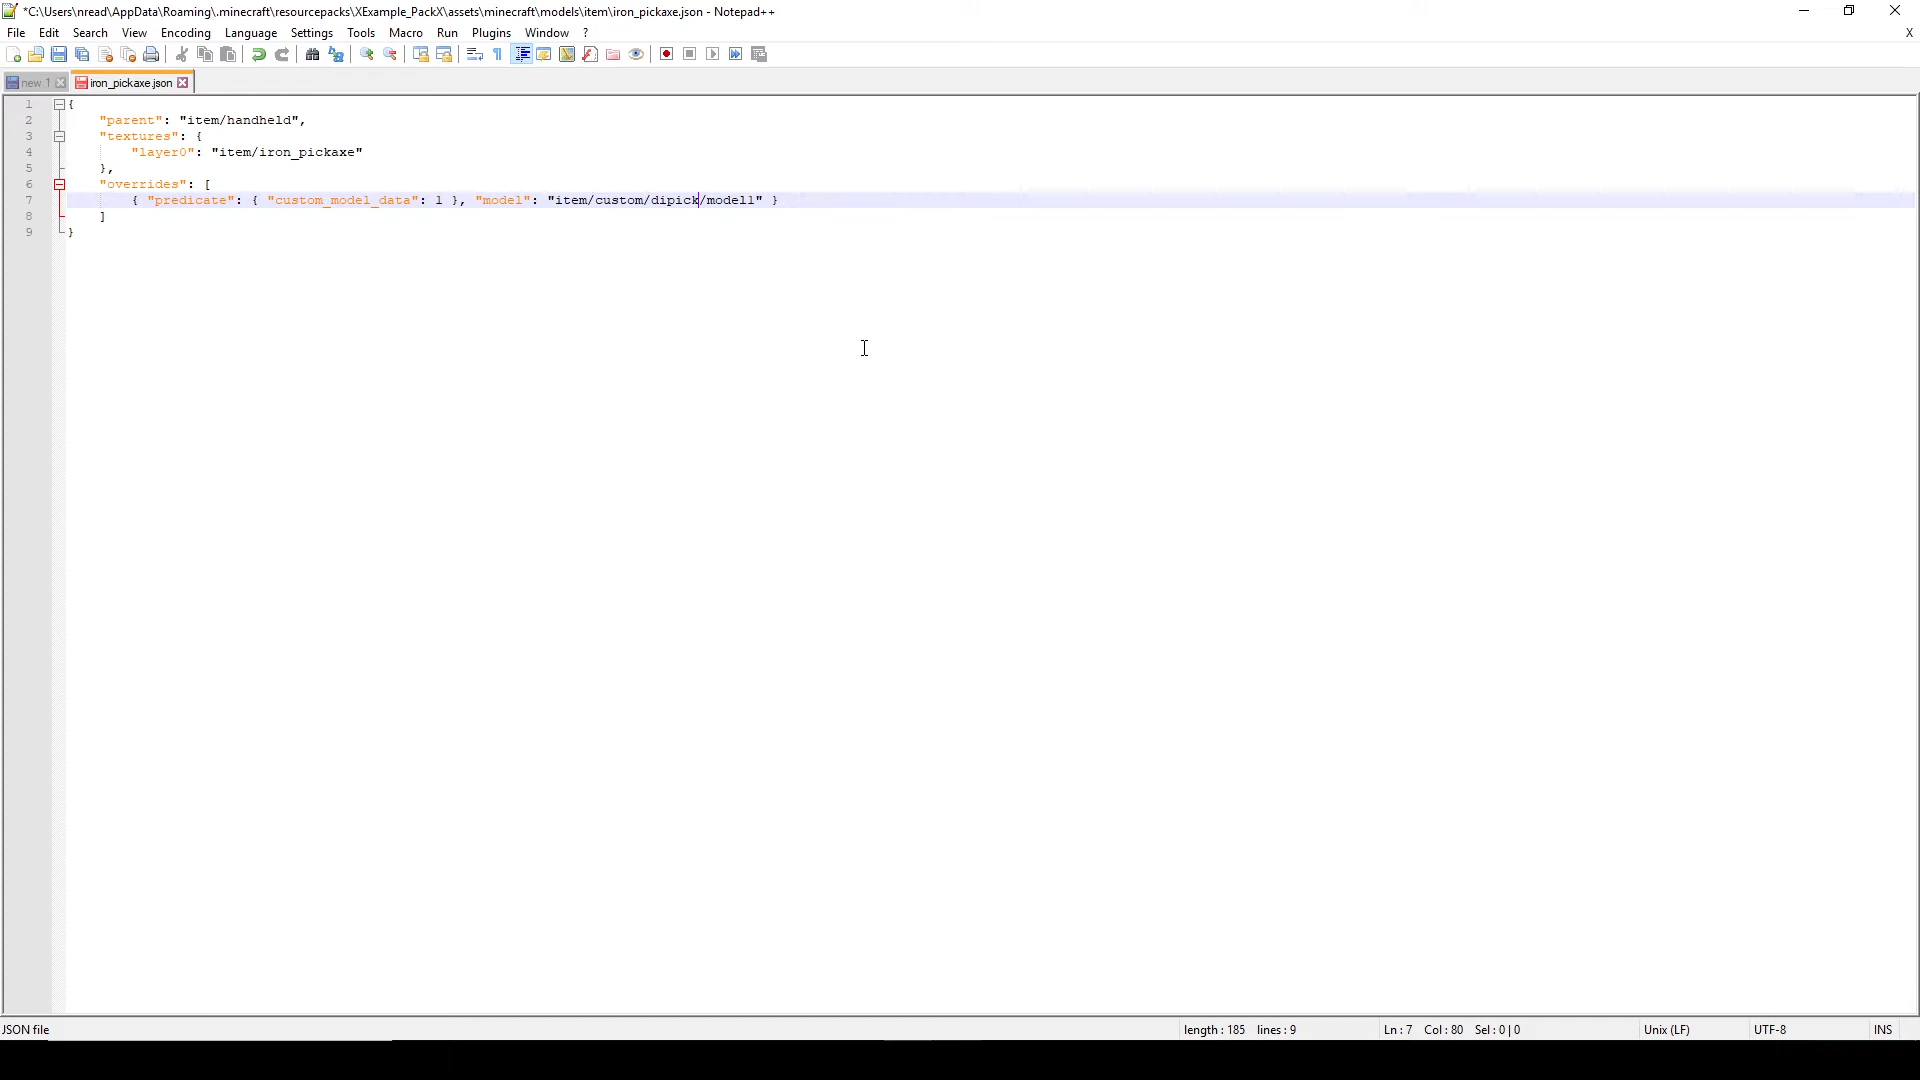 *C:\Users\nread\AppData\Roaming\.minecraft\resourcepacks\XExample_PackX\assets\minecraft\models\item\iron_pickaxe.json - Notepad++
File Edit Search View Encoding Language Settings Tools Macro Run Plugins Window ? X
new 1 iron_pickaxe.json
1 {
2 "parent": "item/handheld",
3 "textures": {
4 "layer0": "item/iron_pickaxe"
5 },
6 "overrides": [
7 { "predicate": { "custom_model_data": 1 }, "model": "item/custom/dipick/model1" }
8 ]
9 }
JSON file length : 185 lines : 9 Ln : 7 Col : 80 Sel : 0 | 0 Unix (LF) UTF-8 INS